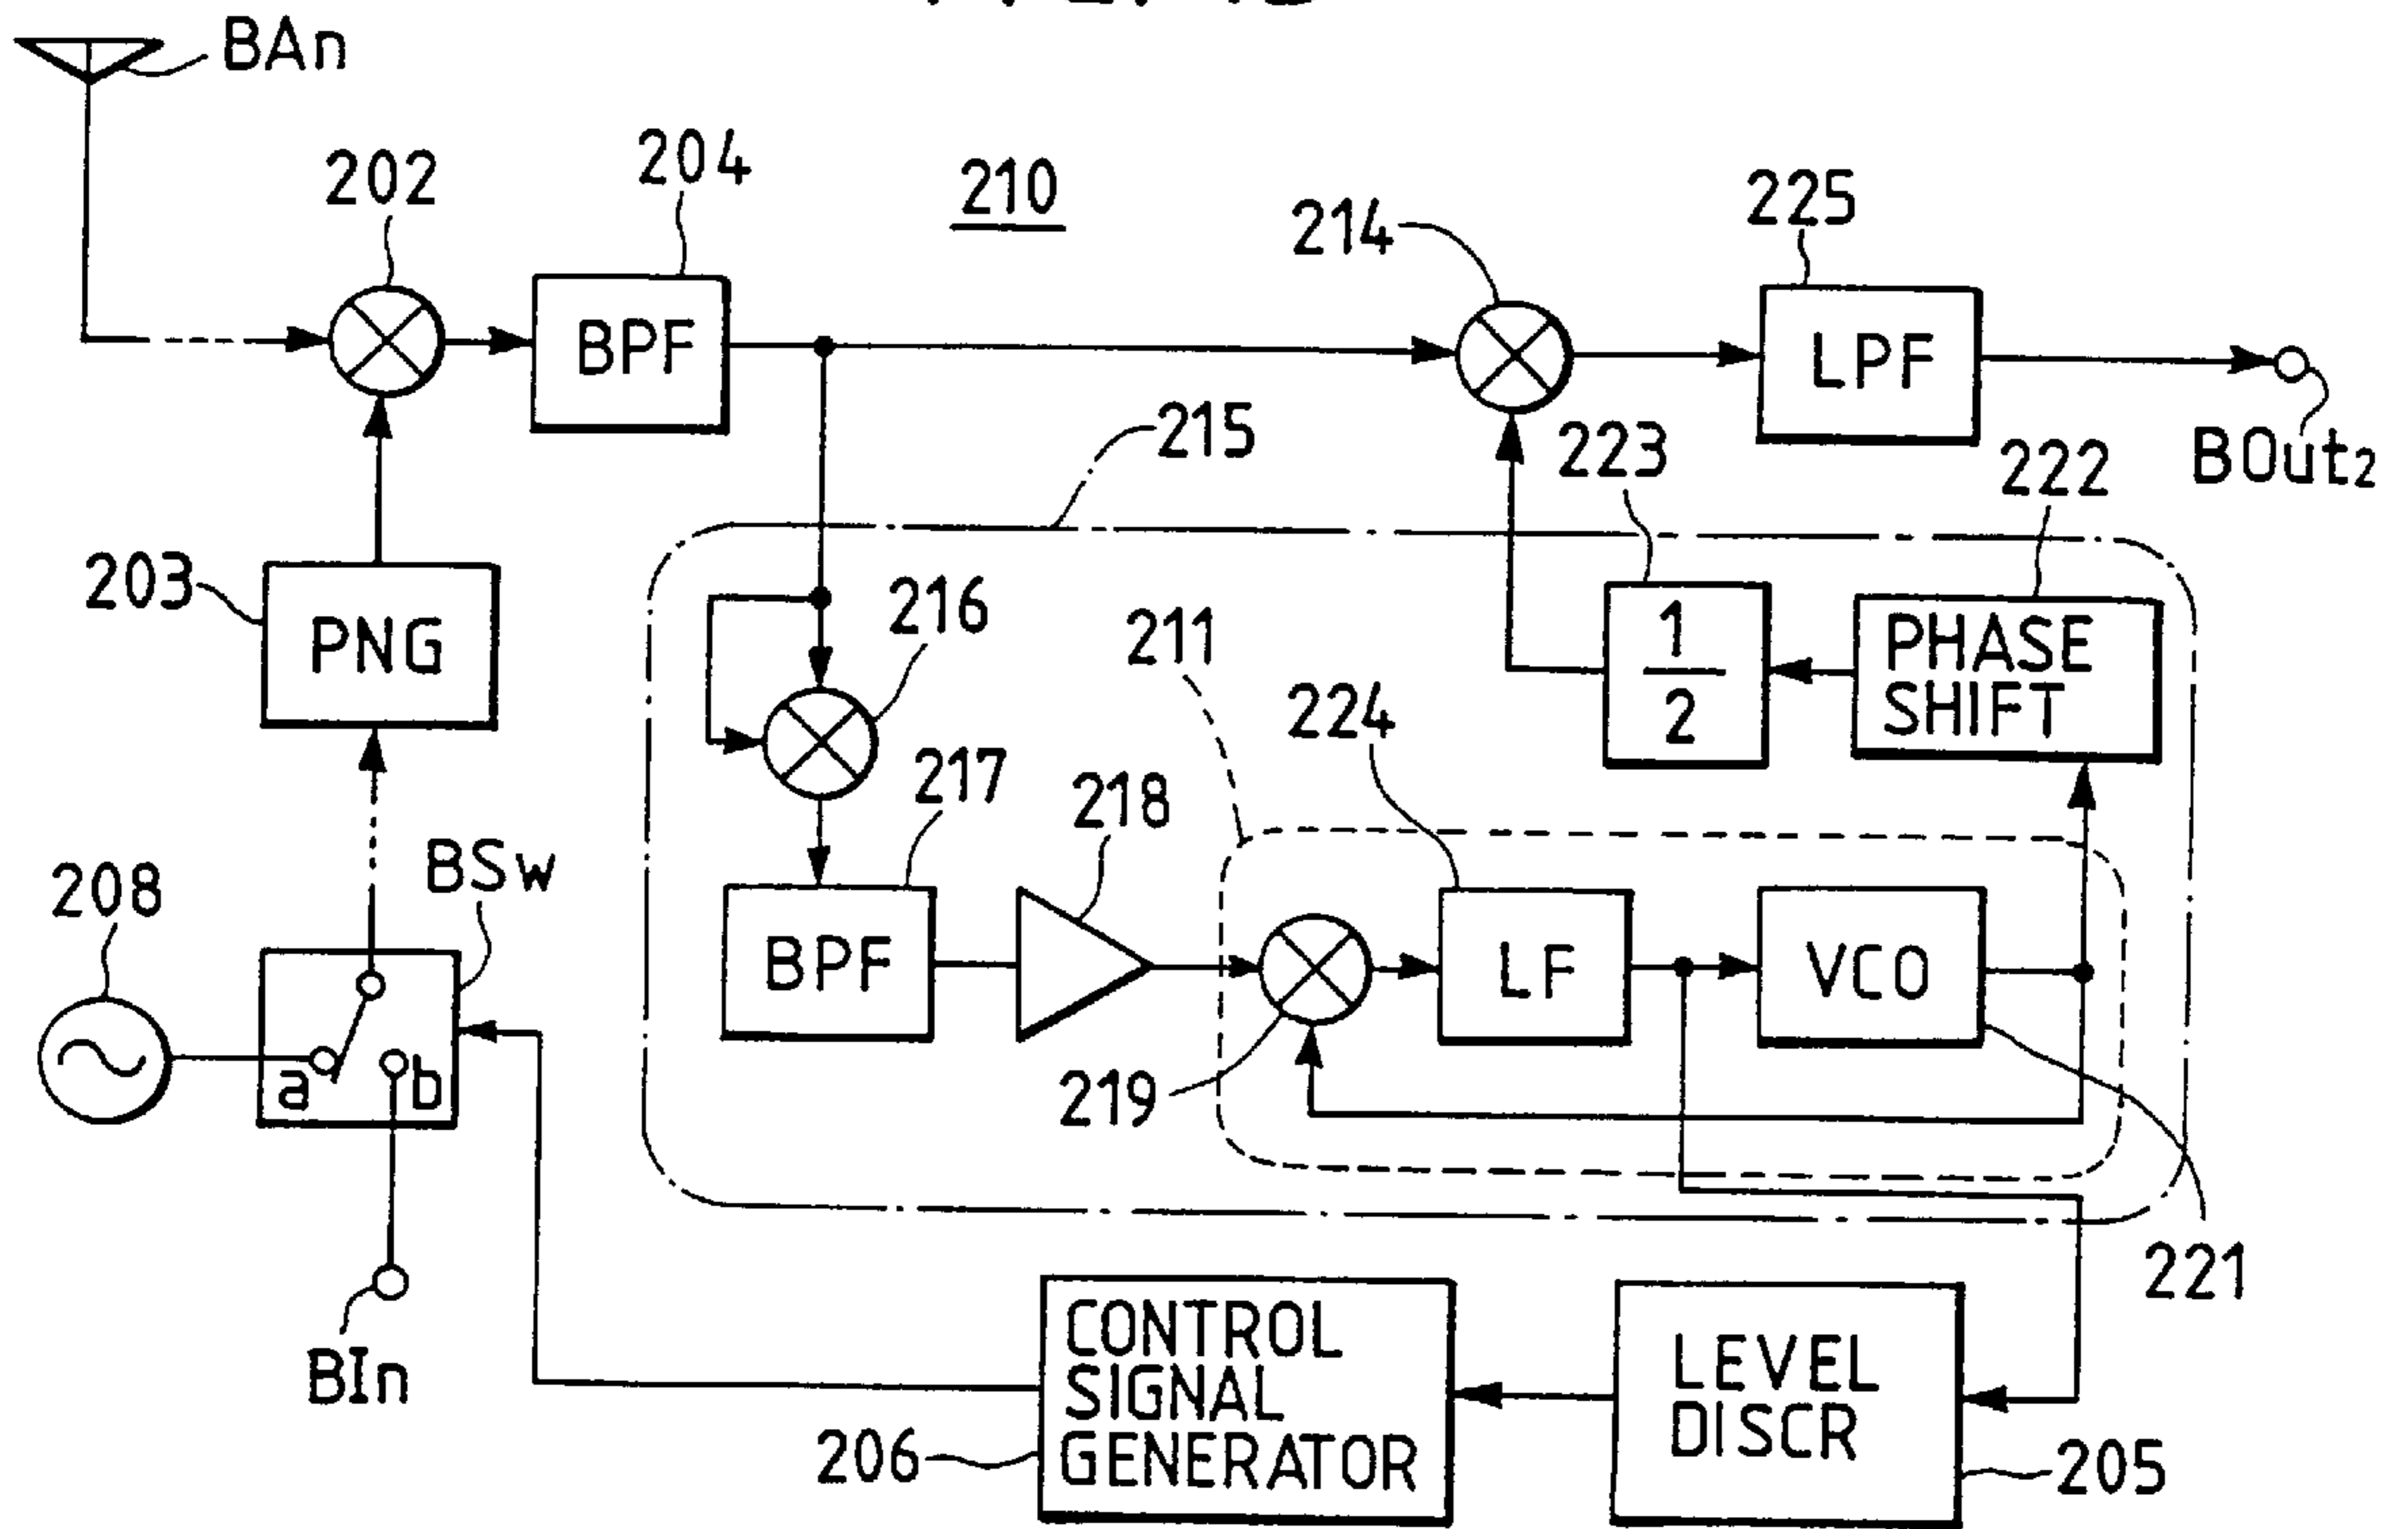 BAn
202
204
210
214
225
BPF
LPF
BOut2
215
223
222
203
PNG
216
211
1
2
PHASE
SHIFT
224
217
218
208
BSw
BPF
LF
VCO
a
b
219
BIn
221
CONTROL
SIGNAL
GENERATOR
LEVEL
DISCR
206
205